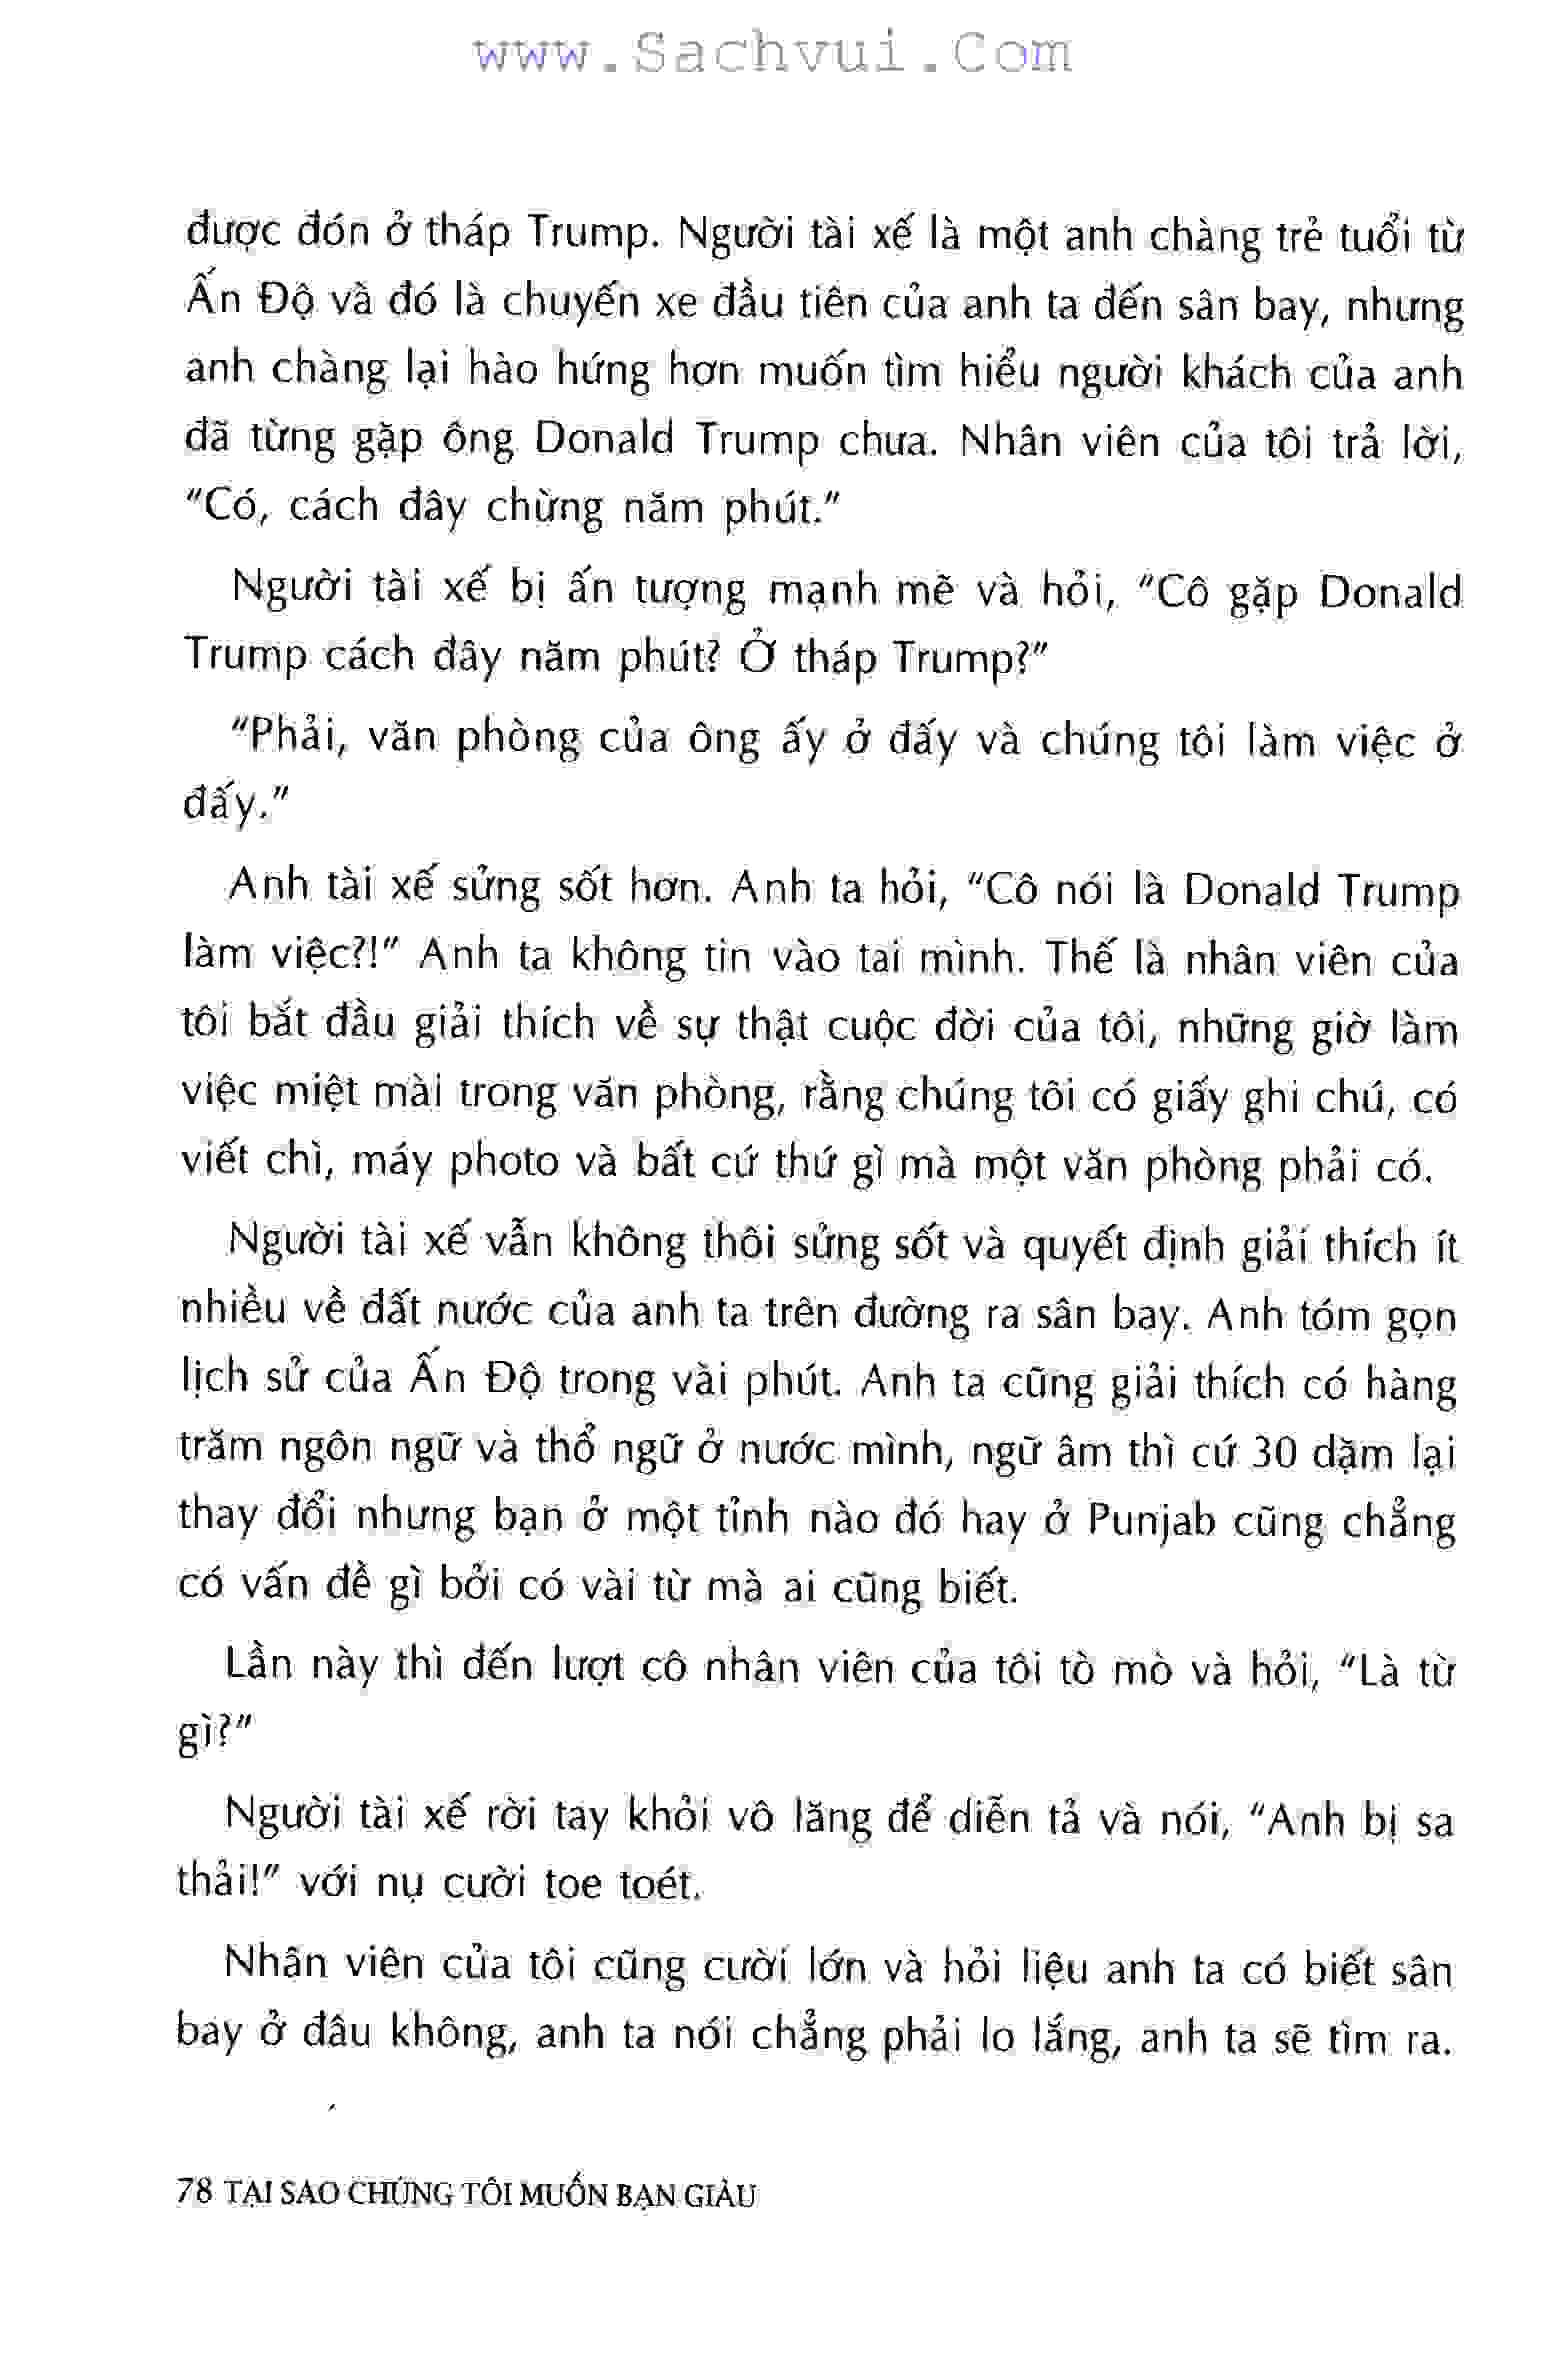 www.Sachvui.Com
được đón ở tháp Trump. Người tài xế là một anh chàng trẻ tuổi từ
Ấn Độ và đó là chuyến xe đầu tiên của anh ta đến sân bay, nhưng
anh chàng lại hào hứng hơn muốn tìm hiểu người khách của anh
đã từng gặp ông Donald Trump chưa. Nhân viên của tôi trả lời,
"Có, cách đây chừng năm phút."
Người tài xế bị ấn tượng mạnh mẽ và hỏi, "Cô gặp Donald
Trump cách đây năm phút? Ở tháp Trump?"
"Phải, văn phòng của ông ấy ở đấy và chúng tôi làm việc ở
đấy."
Anh tài xế sửng sốt hơn. Anh ta hỏi, "Cô nói là Donald Trump
làm việc?!" Anh ta không tin vào tai mình. Thế là nhân viên của
tôi bắt đầu giải thích về sự thật cuộc đời của tôi, những giờ làm
việc miệt mài trong văn phòng, rằng chúng tôi có giấy ghi chú, có
viết chì, máy photo và bất cứ thứ gì mà một văn phòng phải có.
Người tài xế vẫn không thôi sửng sốt và quyết định giải thích ít
nhiều về đất nước của anh ta trên đường ra sân bay. Anh tóm gọn
lịch sử của Ấn Độ trong vài phút. Anh ta cũng giải thích có hàng
trăm ngôn ngữ và thổ ngữ ở nước mình, ngữ âm thì cứ 30 dặm lại
thay đổi nhưng bạn ở một tỉnh nào đó hay ở Punjab cũng chẳng
có vấn đề gì bởi có vài từ mà ai cũng biết.
Lần này thì đến lượt cô nhân viên của tôi tò mò và hỏi, "Là từ
gì?"
Người tài xế rời tay khỏi vô lăng để diễn tả và nói, "Anh bị sa
thải!" với nụ cười toe toét.
Nhân viên của tôi cũng cười lớn và hỏi liệu anh ta có biết sân
bay ở đâu không, anh ta nói chẳng phải lo lắng, anh ta sẽ tìm ra.
78 TẠI SAO CHÚNG TÔI MUỐN BẠN GIÀU